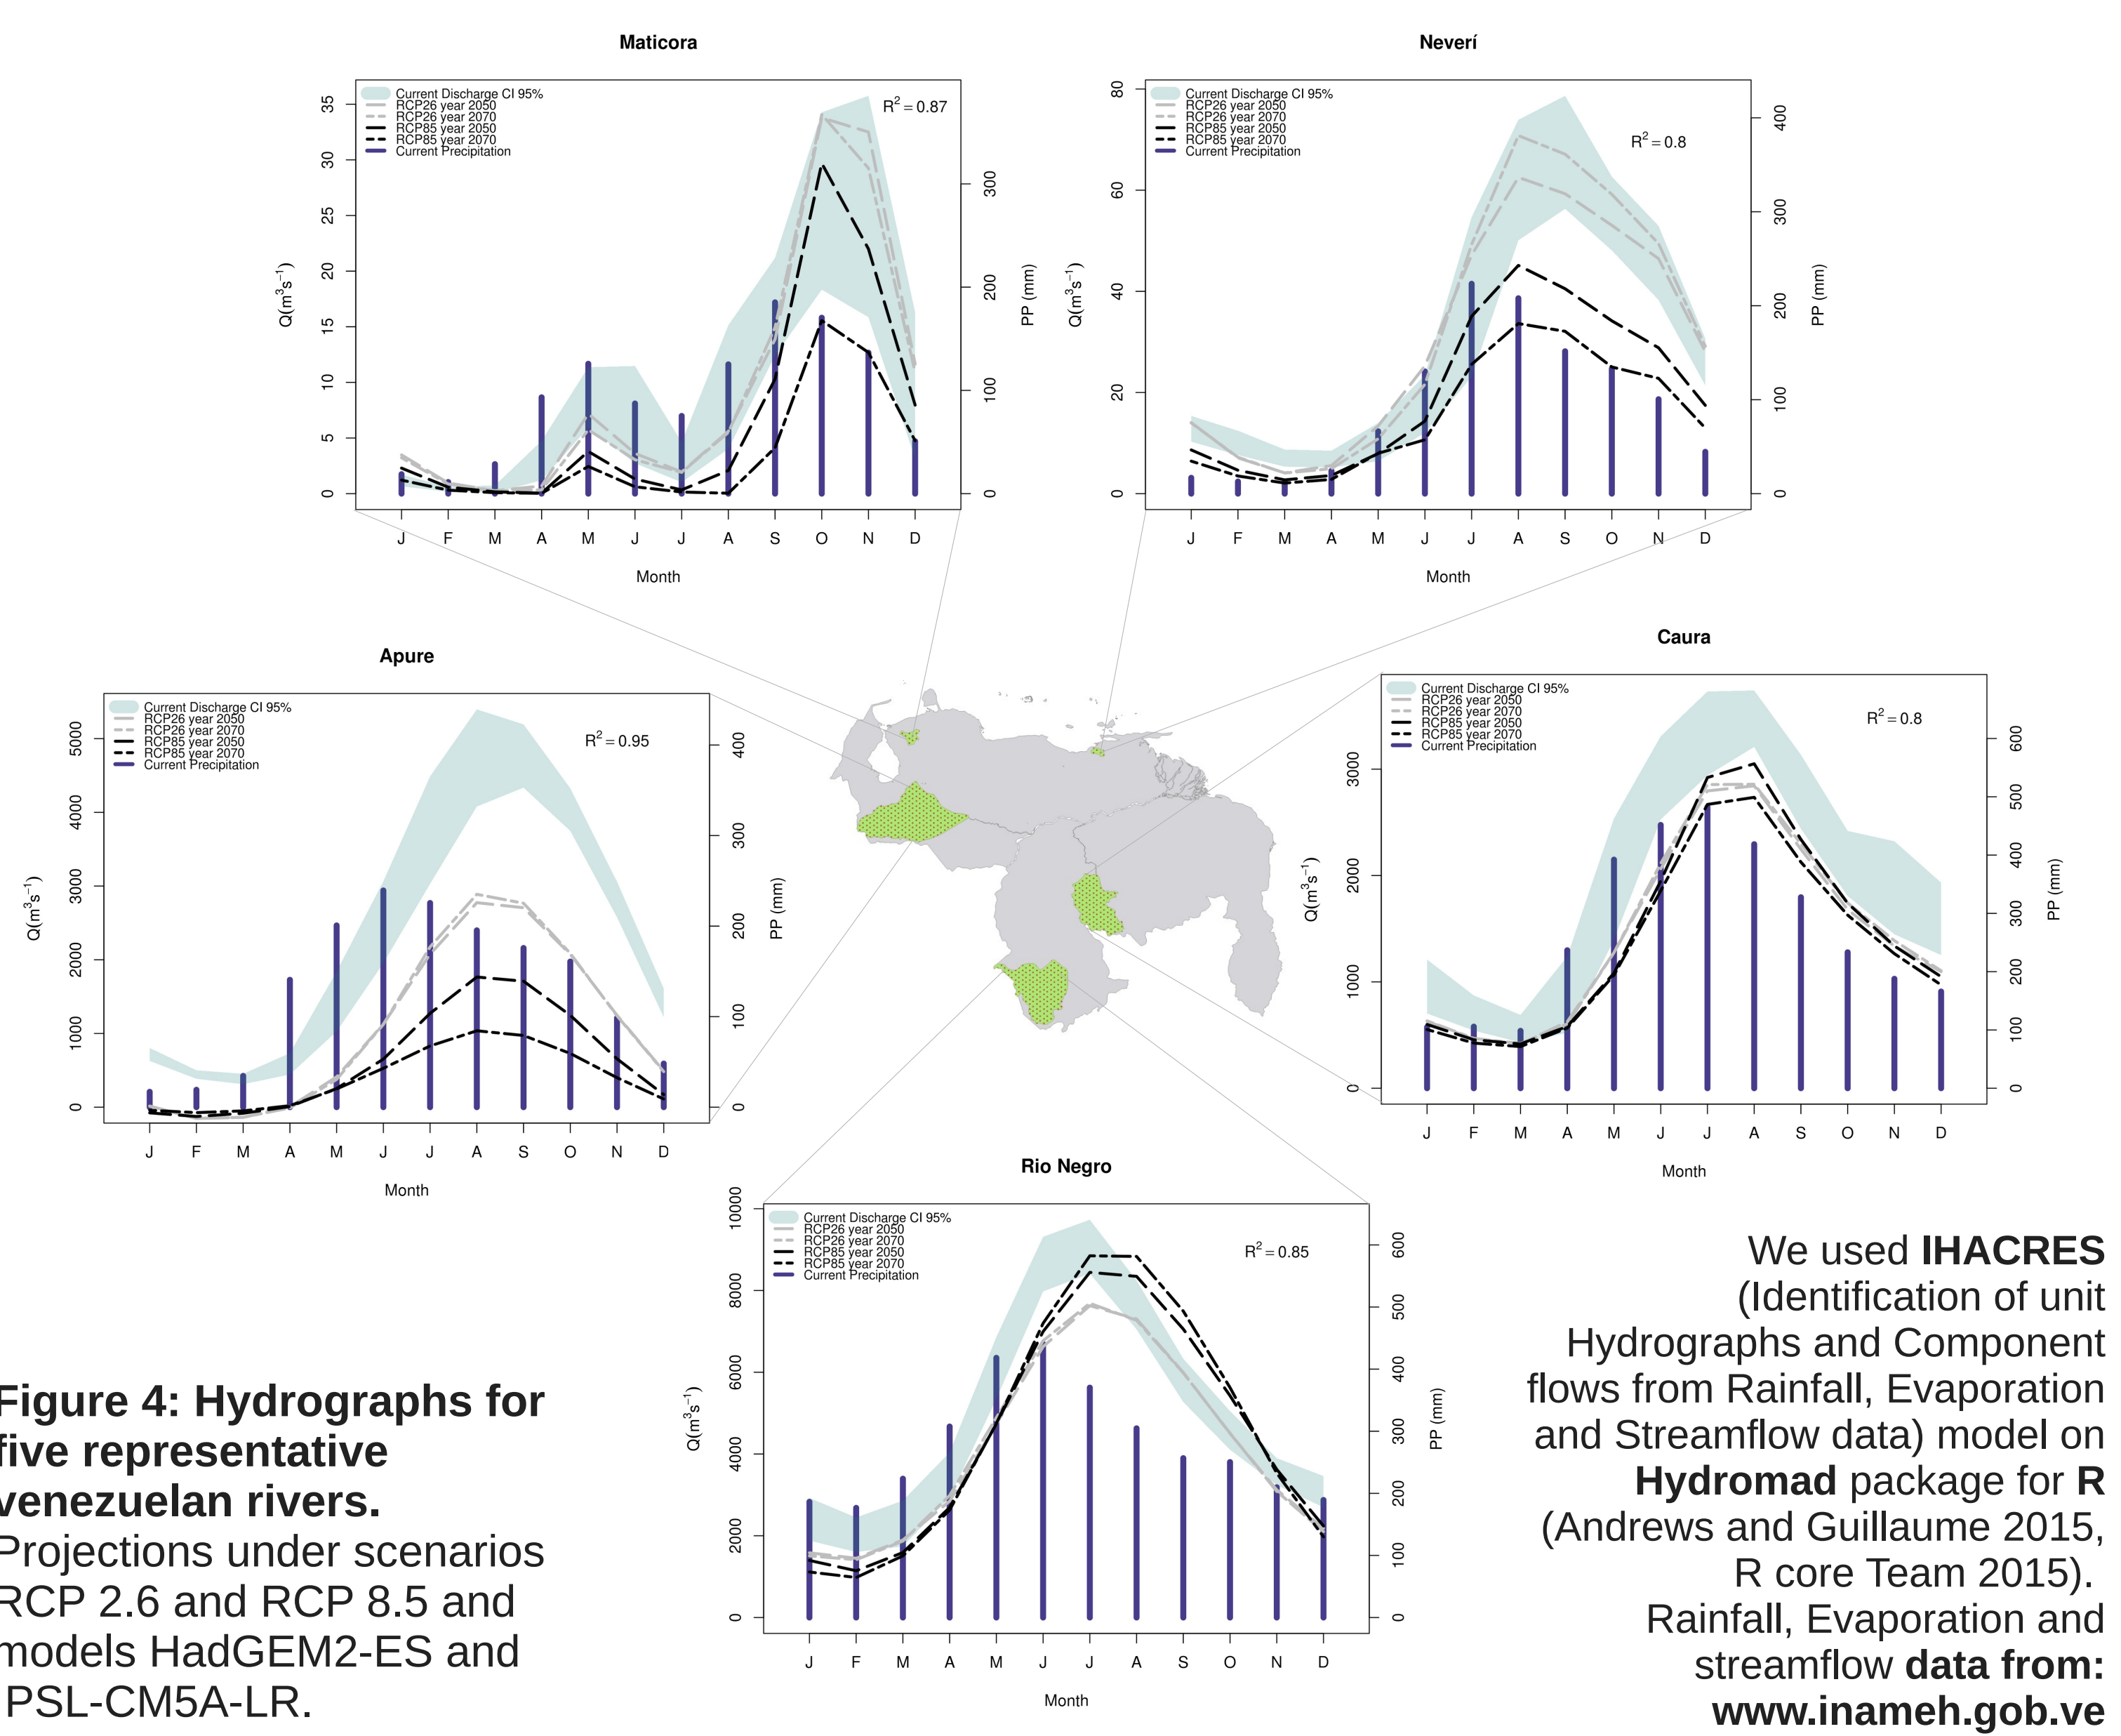 Maticora
Current Discharge CI 95%
RCP26 year 2050
RCP26 year 2070
RCP85 year 2050
RCP85 year 2070
Current Precipitation
R² = 0.87
Q(m³s⁻¹)
0 5 10 15 20 25 30 35
PP (mm)
0 100 200 300
J F M A M J J A S O N D
Month
Neverí
Current Discharge CI 95%
RCP26 year 2050
RCP26 year 2070
RCP85 year 2050
RCP85 year 2070
Current Precipitation
R² = 0.8
Q(m³s⁻¹)
0 20 40 60 80
PP (mm)
0 100 200 300 400
J F M A M J J A S O N D
Month
Apure
Current Discharge CI 95%
RCP26 year 2050
RCP26 year 2070
RCP85 year 2050
RCP85 year 2070
Current Precipitation
R² = 0.95
Q(m³s⁻¹)
0 1000 2000 3000 4000 5000
PP (mm)
0 100 200 300 400
J F M A M J J A S O N D
Month
Caura
Current Discharge CI 95%
RCP26 year 2050
RCP26 year 2070
RCP85 year 2050
RCP85 year 2070
Current Precipitation
R² = 0.8
Q(m³s⁻¹)
0 1000 2000 3000
PP (mm)
0 100 200 300 400 500 600
J F M A M J J A S O N D
Month
Rio Negro
Current Discharge CI 95%
RCP26 year 2050
RCP26 year 2070
RCP85 year 2050
RCP85 year 2070
Current Precipitation
R² = 0.85
Q(m³s⁻¹)
0 2000 4000 6000 8000 10000
PP (mm)
0 100 200 300 400 500 600
J F M A M J J A S O N D
Month
Figure 4: Hydrographs for
five representative
venezuelan rivers.
Projections under scenarios
RCP 2.6 and RCP 8.5 and
models HadGEM2-ES and
PSL-CM5A-LR.
We used IHACRES
(Identification of unit
Hydrographs and Component
flows from Rainfall, Evaporation
and Streamflow data) model on
Hydromad package for R
(Andrews and Guillaume 2015,
R core Team 2015).
Rainfall, Evaporation and
streamflow data from:
www.inameh.gob.ve